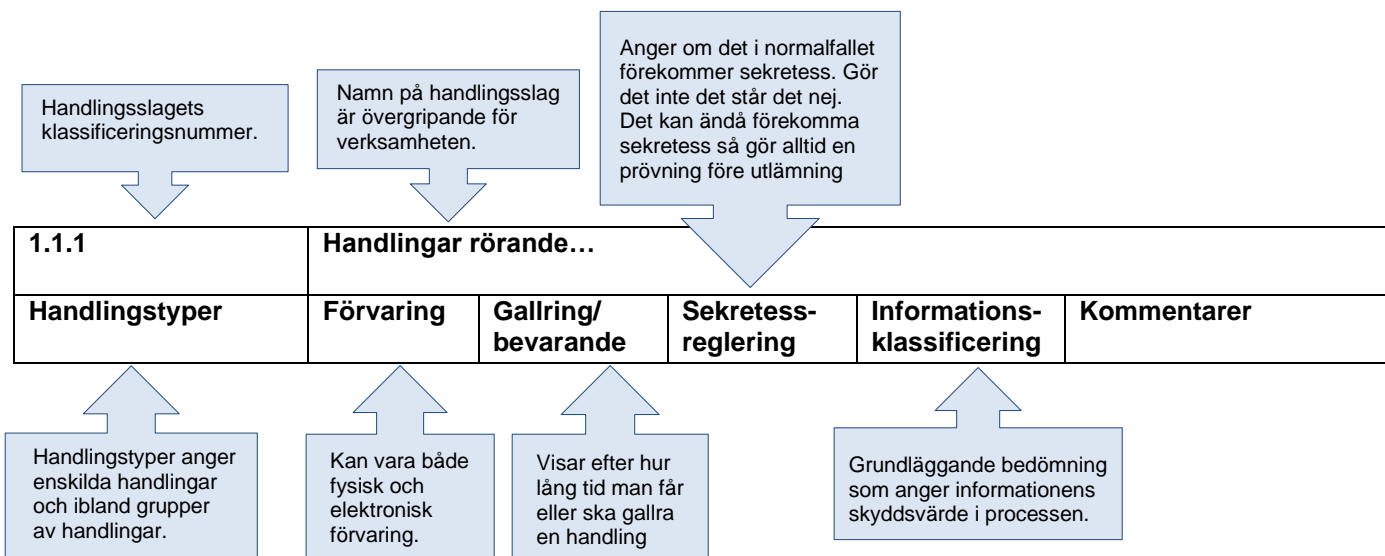 Handlingsslagets
klassificeringsnummer.
Namn på handlingsslag
är övergripande för
verksamheten.
Anger om det i normalfallet
förekommer sekretess. Gör
det inte det står det nej.
Det kan ändå förekomma
sekretess så gör alltid en
prövning före utlämning
1.1.1
Handlingar rörande…
Handlingstyper
Förvaring
Gallring/
bevarande
Sekretess-
reglering
Informations-
klassificering
Kommentarer
Handlingstyper anger
enskilda handlingar
och ibland grupper
av handlingar.
Kan vara både
fysisk och
elektronisk
förvaring.
Visar efter hur
lång tid man får
eller ska gallra
en handling
Grundläggande bedömning
som anger informationens
skyddsvärde i processen.